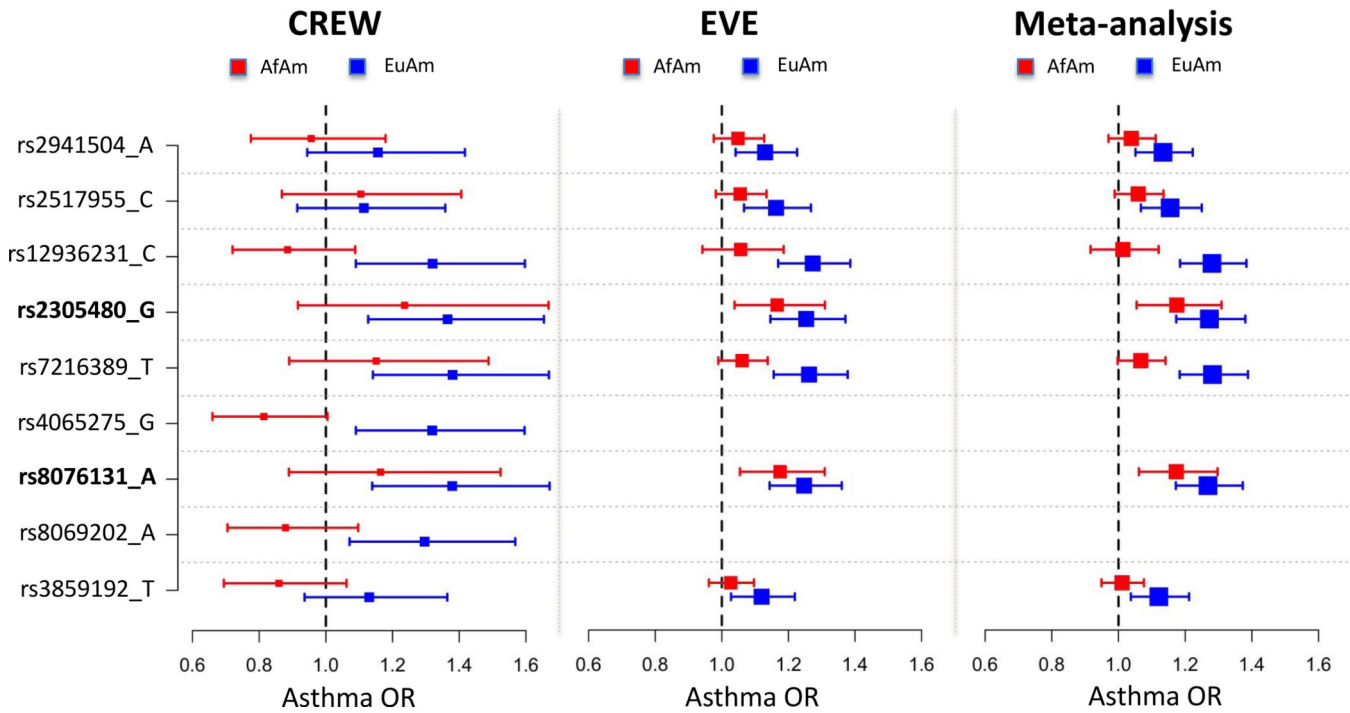 CREW EVE Meta-analysis
AfAm EuAm AfAm EuAm AfAm EuAm
rs2941504_A
rs2517955_C
rs12936231_C
rs2305480_G
rs7216389_T
rs4065275_G
rs8076131_A
rs8069202_A
rs3859192_T
0.6 0.8 1.0 1.2 1.4 1.6 0.6 0.8 1.0 1.2 1.4 1.6 0.6 0.8 1.0 1.2 1.4 1.6
Asthma OR Asthma OR Asthma OR